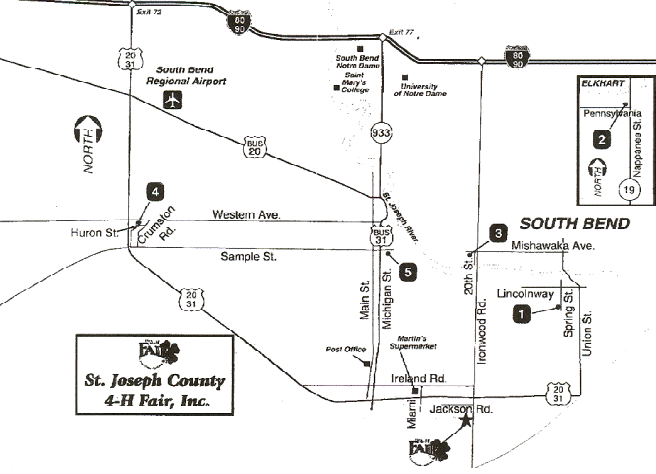 Exit 72
80
90
Exit 77
80
90
20
31
South Bend
Regional Airport
South Bend
Notre Dame
Saint
Mary's
College
University
of Notre Dame
ELKHART
Pennsylvania
2
Nappanee St.
NORTH
19
NORTH
BUS
20
933
4
St. Joseph River
Western Ave.
Huron St.
Crumston
Rd.
BUS
31
SOUTH BEND
3
Mishawaka Ave.
Sample St.
5
20th St.
Main St.
Michigan St.
Ironwood Rd.
Lincolnway
1
Spring St.
Union St.
20
31
4-H
FAIR
St. Joseph County
4-H Fair, Inc.
Post Office
Martin's
Supermarket
Ireland Rd.
20
31
Miami
Jackson Rd.
FAIR